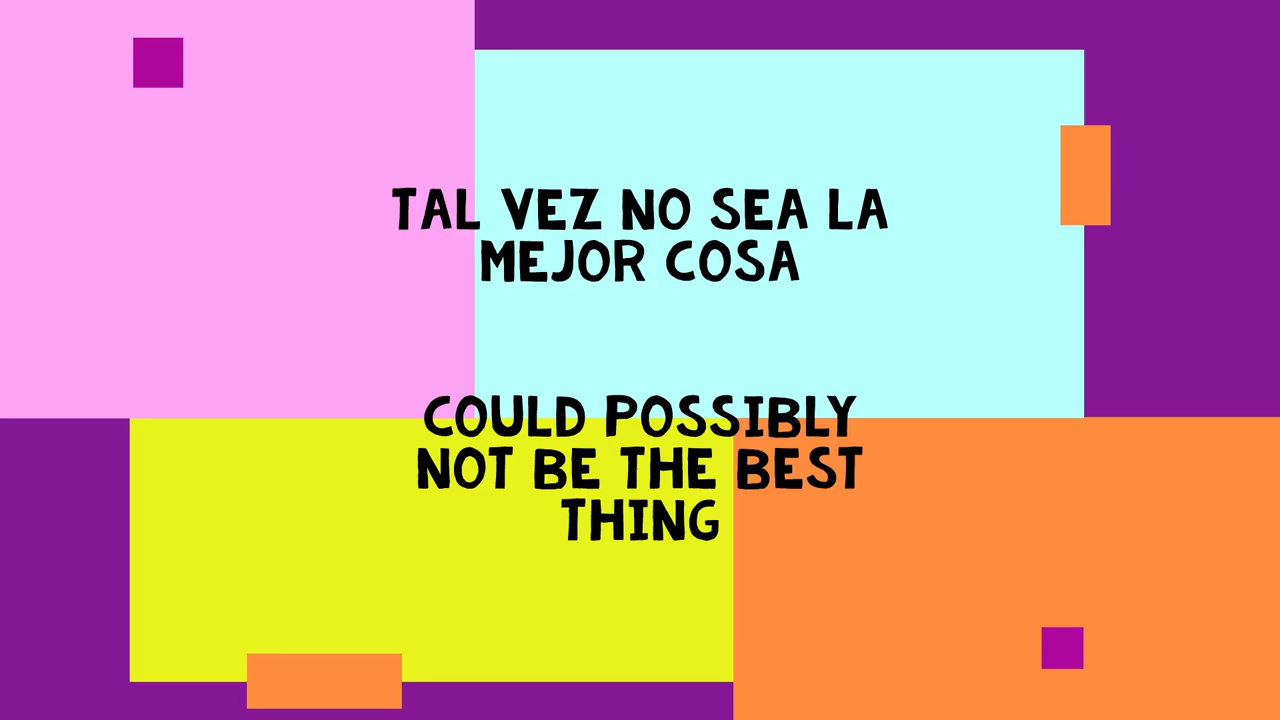 TAL VEZ NO SEA LA
MEJOR COSA
COULD POSSIBLY
NOT BE THE BEST
THING